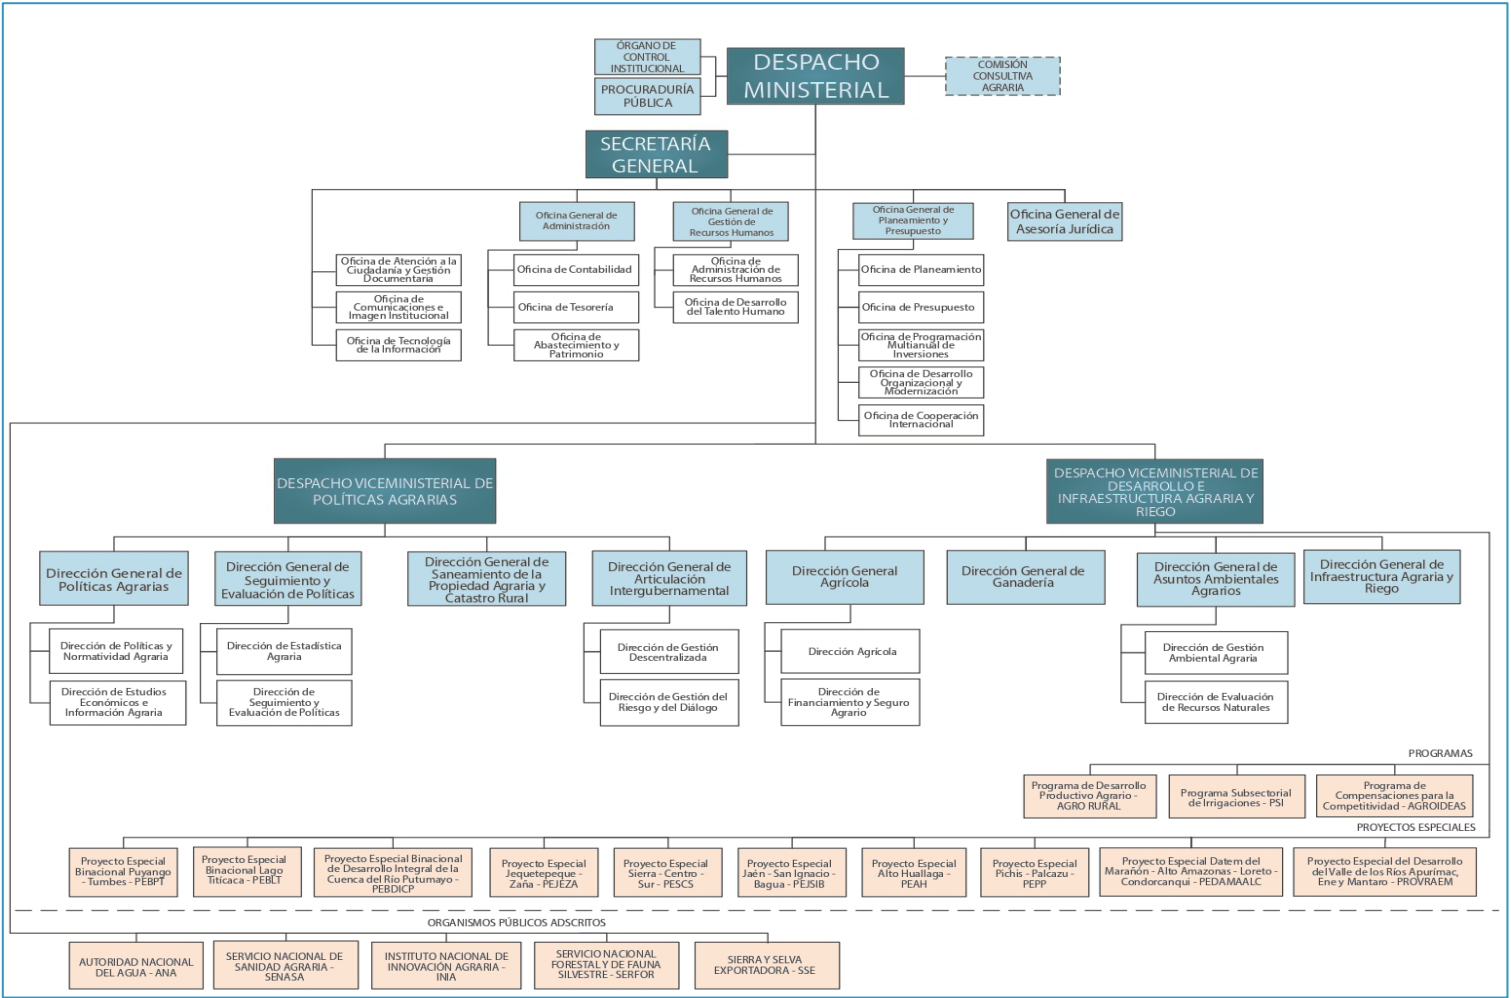 ÓRGANO DE
CONTROL
INSTITUCIONAL
PROCURADURÍA
PÚBLICA
DESPACHO
MINISTERIAL
COMISIÓN
CONSULTIVA
AGRARIA
SECRETARÍA
GENERAL
Oficina General de
Administración
Oficina General de
Gestión de
Recursos Humanos
Oficina General de
Planeamiento y
Presupuesto
Oficina General de
Asesoría Jurídica
Oficina de Atención a la
Ciudadanía y Gestión
Documentaria
Oficina de
Comunicaciones e
Imagen Institucional
Oficina de Tecnología
de la Información
Oficina de Contabilidad
Oficina de Tesorería
Oficina de
Abastecimiento y
Patrimonio
Oficina de
Administración de
Recursos Humanos
Oficina de Desarrollo
del Talento Humano
Oficina de Planeamiento
Oficina de Presupuesto
Oficina de Programación
Multianual de
Inversiones
Oficina de Desarrollo
Organizacional y
Modernización
Oficina de Cooperación
Internacional
DESPACHO VICEMINISTERIAL DE
POLÍTICAS AGRARIAS
DESPACHO VICEMINISTERIAL DE
DESARROLLO E
INFRAESTRUCTURA AGRARIA Y
RIEGO
Dirección General de
Políticas Agrarias
Dirección General de
Seguimiento y
Evaluación de Políticas
Dirección General de
Saneamiento de la
Propiedad Agraria y
Catastro Rural
Dirección General de
Articulación
Intergubernamental
Dirección General
Agrícola
Dirección General de
Ganadería
Dirección General de
Asuntos Ambientales
Agrarios
Dirección General de
Infraestructura Agraria y
Riego
Dirección de Políticas y
Normatividad Agraria
Dirección de Estudios
Económicos e
Información Agraria
Dirección de Estadística
Agraria
Dirección de
Seguimiento y
Evaluación de Políticas
Dirección de Gestión
Descentralizada
Dirección de Gestión del
Riesgo y del Diálogo
Dirección Agrícola
Dirección de
Financiamiento y Seguro
Agrario
Dirección de Gestión
Ambiental Agraria
Dirección de Evaluación
de Recursos Naturales
PROGRAMAS
Programa de Desarrollo
Productivo Agrario -
AGRO RURAL
Programa Subsectorial
de Irrigaciones - PSI
Programa de
Compensaciones para la
Competitividad - AGROIDEAS
PROYECTOS ESPECIALES
Proyecto Especial
Binacional Puyango
- Tumbes - PEBPT
Proyecto Especial
Binacional Lago
Titícaca - PEBLT
Proyecto Especial Binacional
de Desarrollo Integral de la
Cuenca del Río Putumayo -
PEBDICP
Proyecto Especial
Jequetepeque -
Zaña - PEJEZA
Proyecto Especial
Sierra - Centro -
Sur - PESCS
Proyecto Especial
Jaén - San Ignacio -
Bagua - PEJSIB
Proyecto Especial
Alto Huallaga -
PEAH
Proyecto Especial
Pichis - Palcazu -
PEPP
Proyecto Especial Datem del
Marañón - Alto Amazonas - Loreto -
Condorcanqui - PEDAMAALC
Proyecto Especial del Desarrollo
del Valle de los Ríos Apurímac,
Ene y Mantaro - PROVRAEM
ORGANISMOS PÚBLICOS ADSCRITOS
AUTORIDAD NACIONAL
DEL AGUA - ANA
SERVICIO NACIONAL DE
SANIDAD AGRARIA -
SENASA
INSTITUTO NACIONAL DE
INNOVACIÓN AGRARIA -
INIA
SERVICIO NACIONAL
FORESTAL Y DE FAUNA
SILVESTRE - SERFOR
SIERRA Y SELVA
EXPORTADORA - SSE